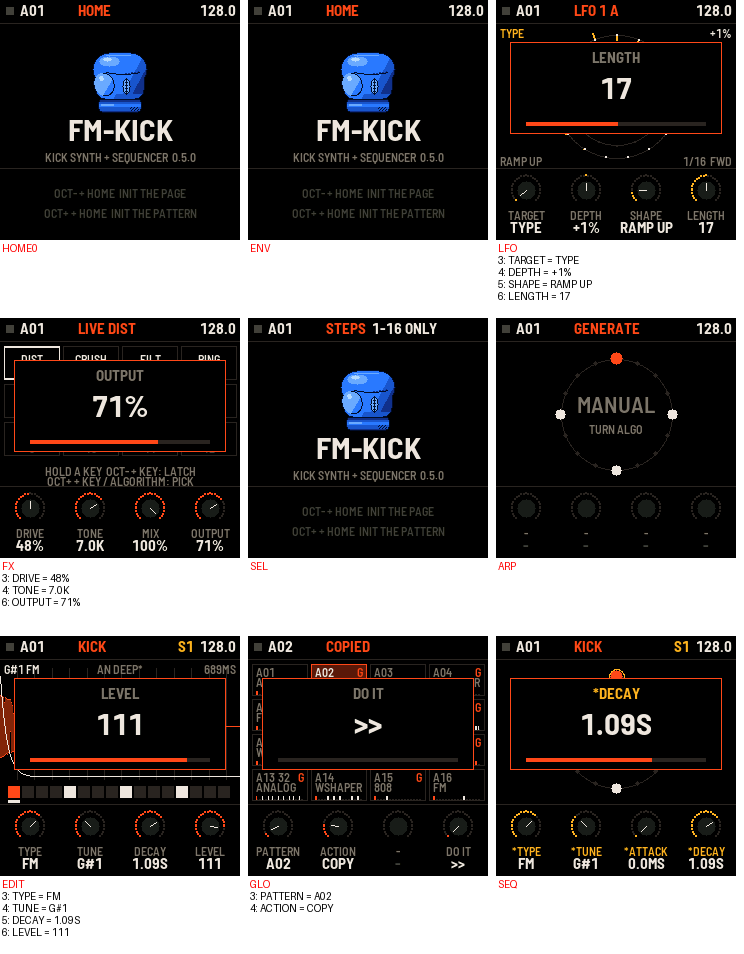 A01 HOME 128.0
FM-KICK
KICK SYNTH + SEQUENCER 0.5.0
OCT- + HOME INIT THE PAGE
OCT+ + HOME INIT THE PATTERN
HOME0
A01 HOME 128.0
FM-KICK
KICK SYNTH + SEQUENCER 0.5.0
OCT- + HOME INIT THE PAGE
OCT+ + HOME INIT THE PATTERN
ENV
A01 LFO 1 A 128.0
TYPE +1%
LENGTH
17
RAMP UP 1/16 FWD
TARGET DEPTH SHAPE LENGTH
TYPE +1% RAMP UP 17
LFO
3: TARGET = TYPE
4: DEPTH = +1%
5: SHAPE = RAMP UP
6: LENGTH = 17
A01 LIVE DIST 128.0
DIST CRUSH FILT RING
OUTPUT
71%
HOLD A KEY OCT- + KEY: LATCH
OCT+ + KEY / ALGORITHM: PICK
DRIVE TONE MIX OUTPUT
48% 7.0K 100% 71%
FX
3: DRIVE = 48%
4: TONE = 7.0K
6: OUTPUT = 71%
A01 STEPS 1-16 ONLY
FM-KICK
KICK SYNTH + SEQUENCER 0.5.0
OCT- + HOME INIT THE PAGE
OCT+ + HOME INIT THE PATTERN
SEL
A01 GENERATE 128.0
MANUAL
TURN ALGO
- - - -
- - - -
ARP
A01 KICK S1 128.0
G#1 FM AN DEEP* 689MS
LEVEL
111
TYPE TUNE DECAY LEVEL
FM G#1 1.09S 111
EDIT
3: TYPE = FM
4: TUNE = G#1
5: DECAY = 1.09S
6: LEVEL = 111
A02 COPIED 128.0
A01 A02 G A03 A04 G
DO IT
>>
A13 32 G A14 A15 G A16
ANALOG WSHAPER 808 FM
PATTERN ACTION - DO IT
A02 COPY - >>
GLO
3: PATTERN = A02
4: ACTION = COPY
A01 KICK S1 128.0
*DECAY
1.09S
*TYPE *TUNE *ATTACK *DECAY
FM G#1 0.0MS 1.09S
SEQ